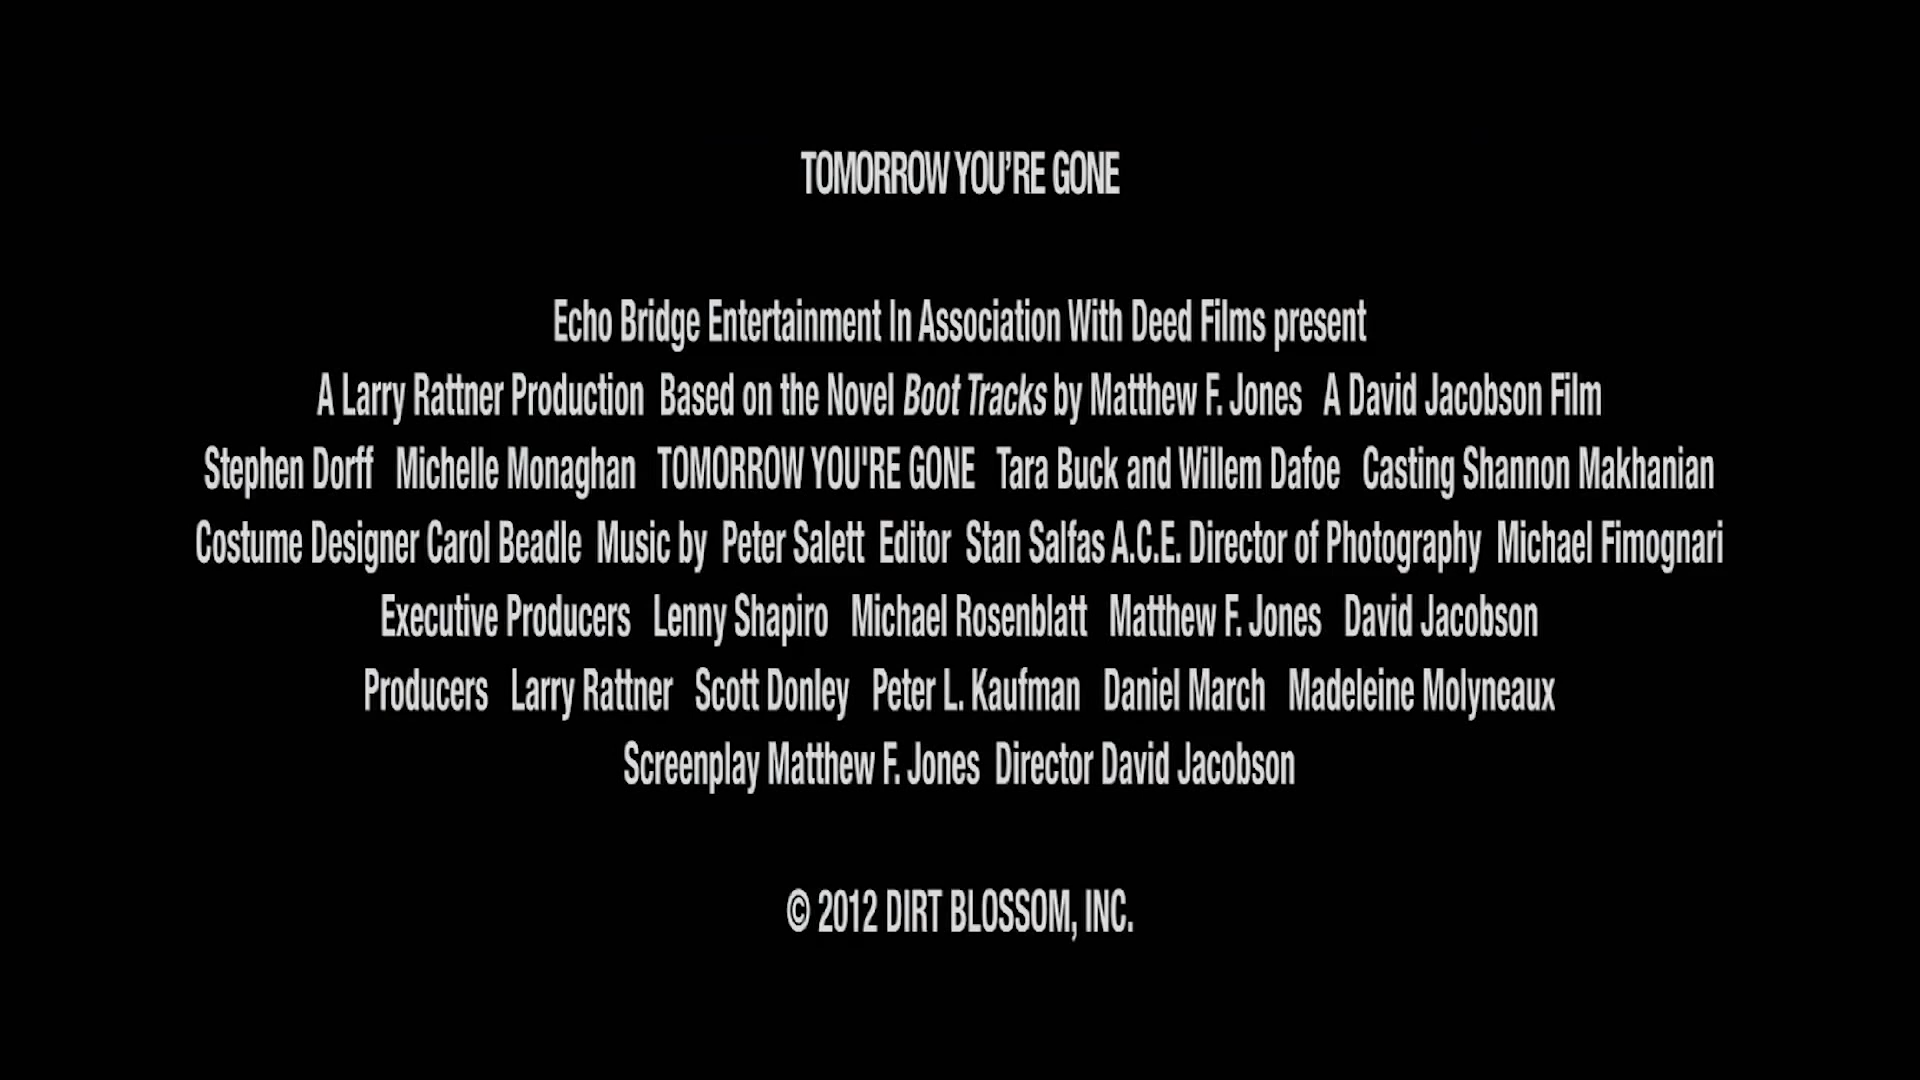 TOMORROW YOU’RE GONE
Echo Bridge Entertainment In Association With Deed Films present
A Larry Rattner Production Based on the Novel Boot Tracks by Matthew F. Jones A David Jacobson Film
Stephen Dorff Michelle Monaghan TOMORROW YOU'RE GONE Tara Buck and Willem Dafoe Casting Shannon Makhanian
Costume Designer Carol Beadle Music by Peter Salett Editor Stan Salfas A.C.E. Director of Photography Michael Fimognari
Executive Producers Lenny Shapiro Michael Rosenblatt Matthew F. Jones David Jacobson
Producers Larry Rattner Scott Donley Peter L. Kaufman Daniel March Madeleine Molyneaux
Screenplay Matthew F. Jones Director David Jacobson
© 2012 DIRT BLOSSOM, INC.